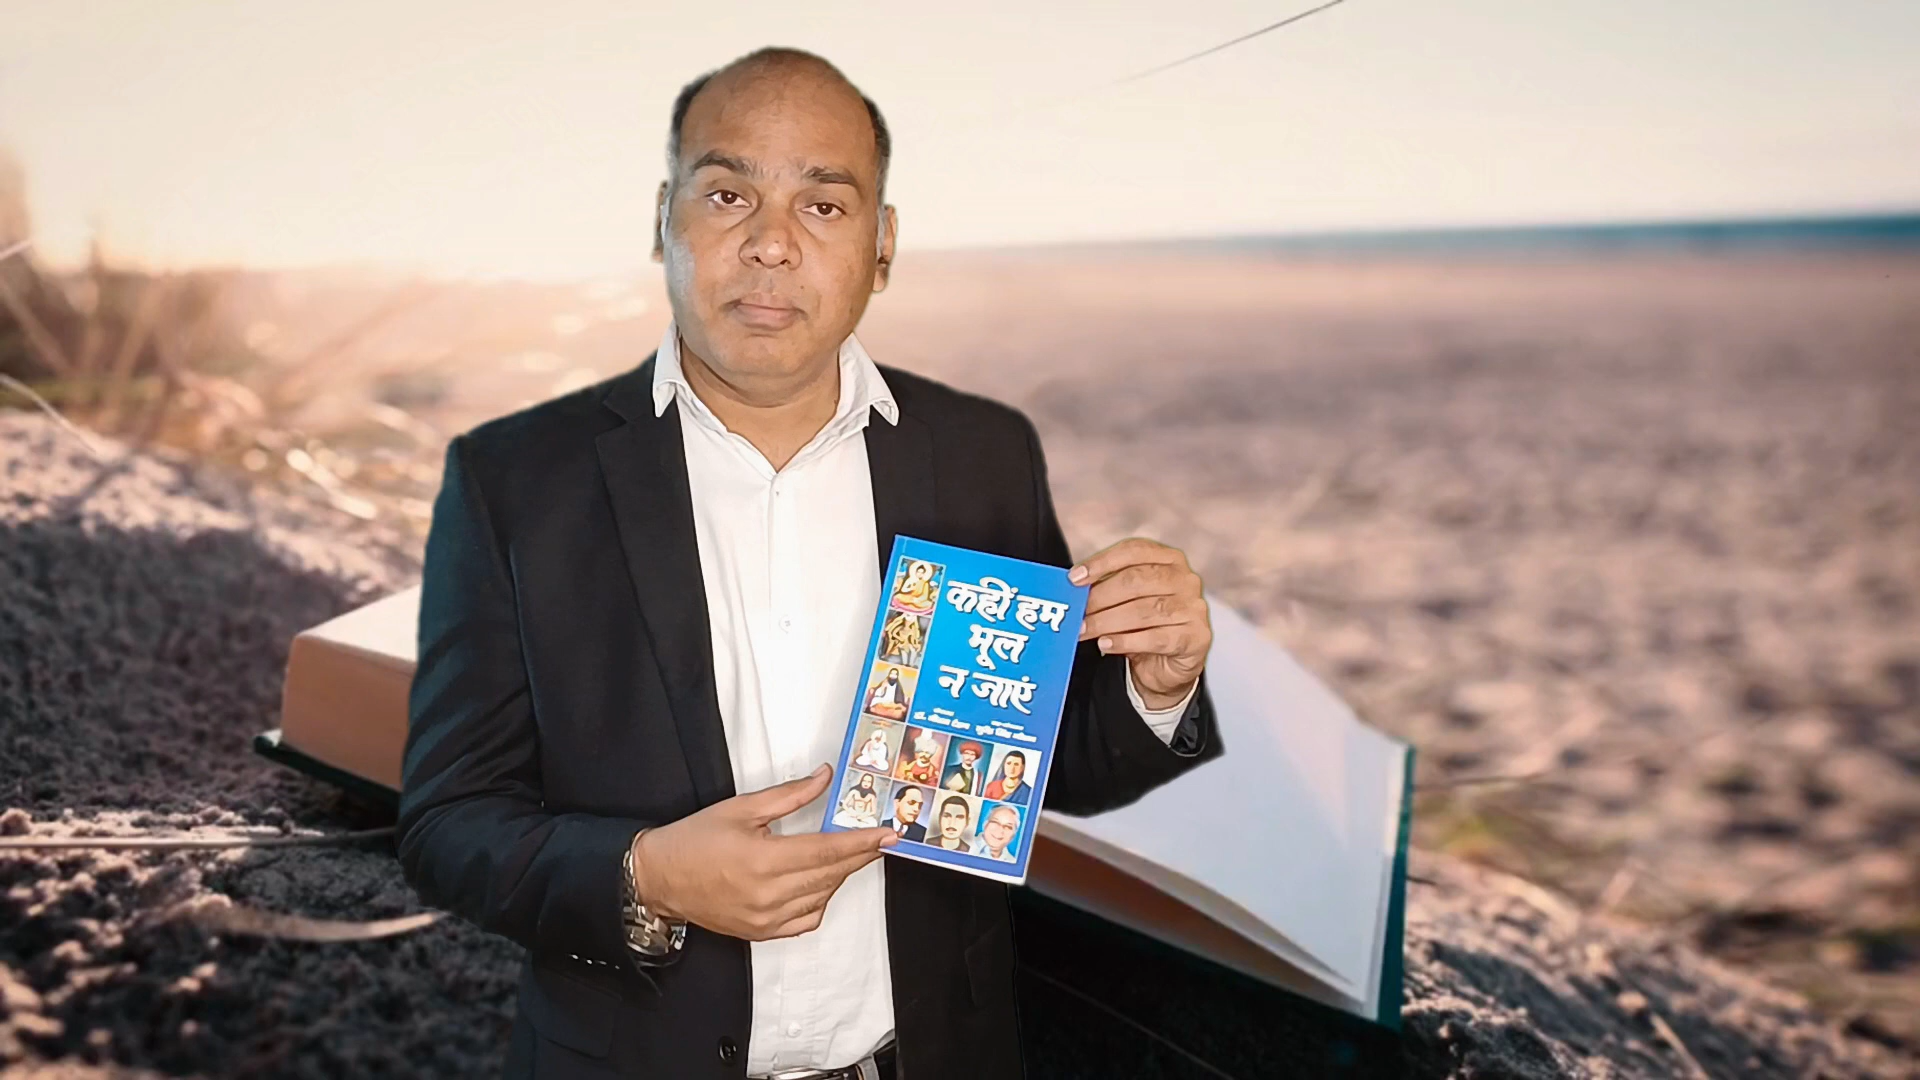 कहीं हम
भूल
न जाएं
डॉ.
सिंह